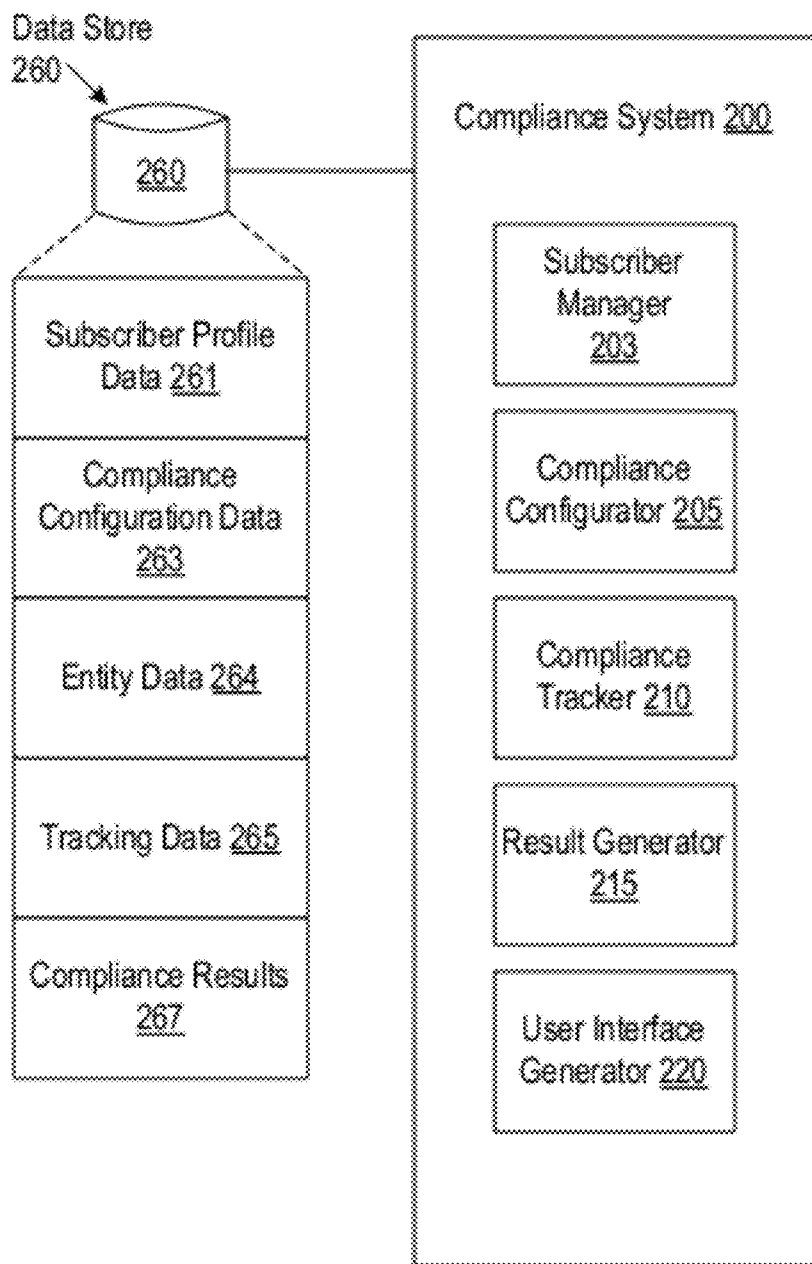 Data Store
260
260
Subscriber Profile
Data 261
Compliance
Configuration Data
263
Entity Data 264
Tracking Data 265
Compliance Results
267
Compliance System 200
Subscriber
Manager
203
Compliance
Configurator 205
Compliance
Tracker 210
Result Generator
215
User Interface
Generator 220